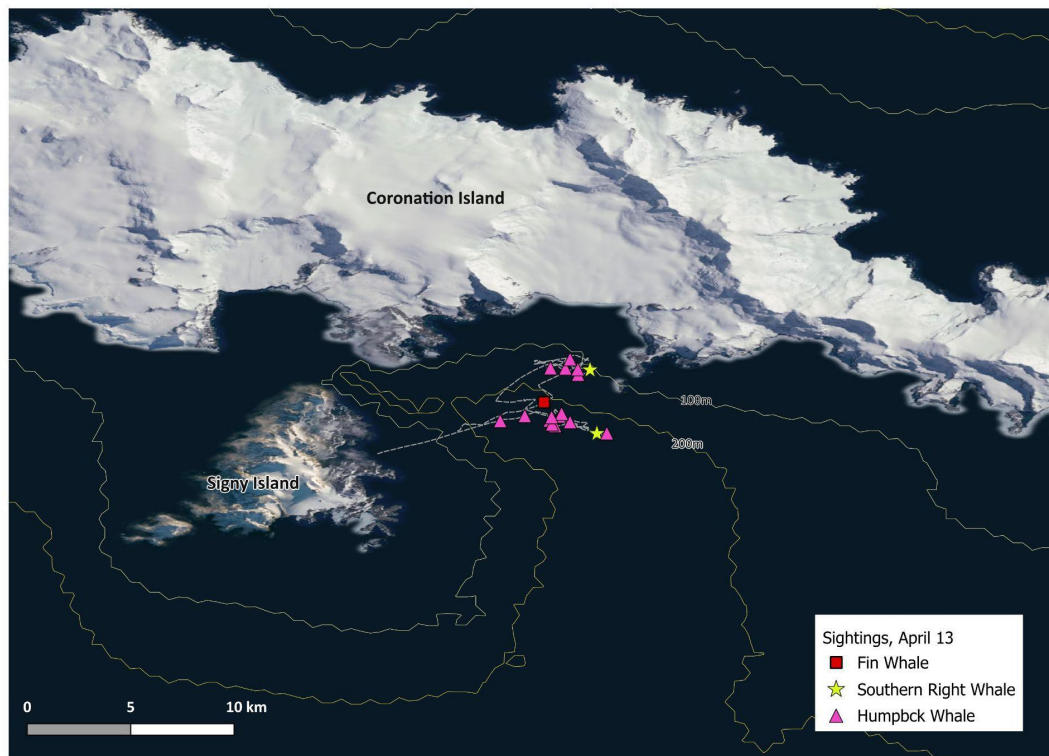 Coronation Island
100m
200m
Signy Island
Sightings, April 13
Fin Whale
Southern Right Whale
Humpbck Whale
0 5 10 km